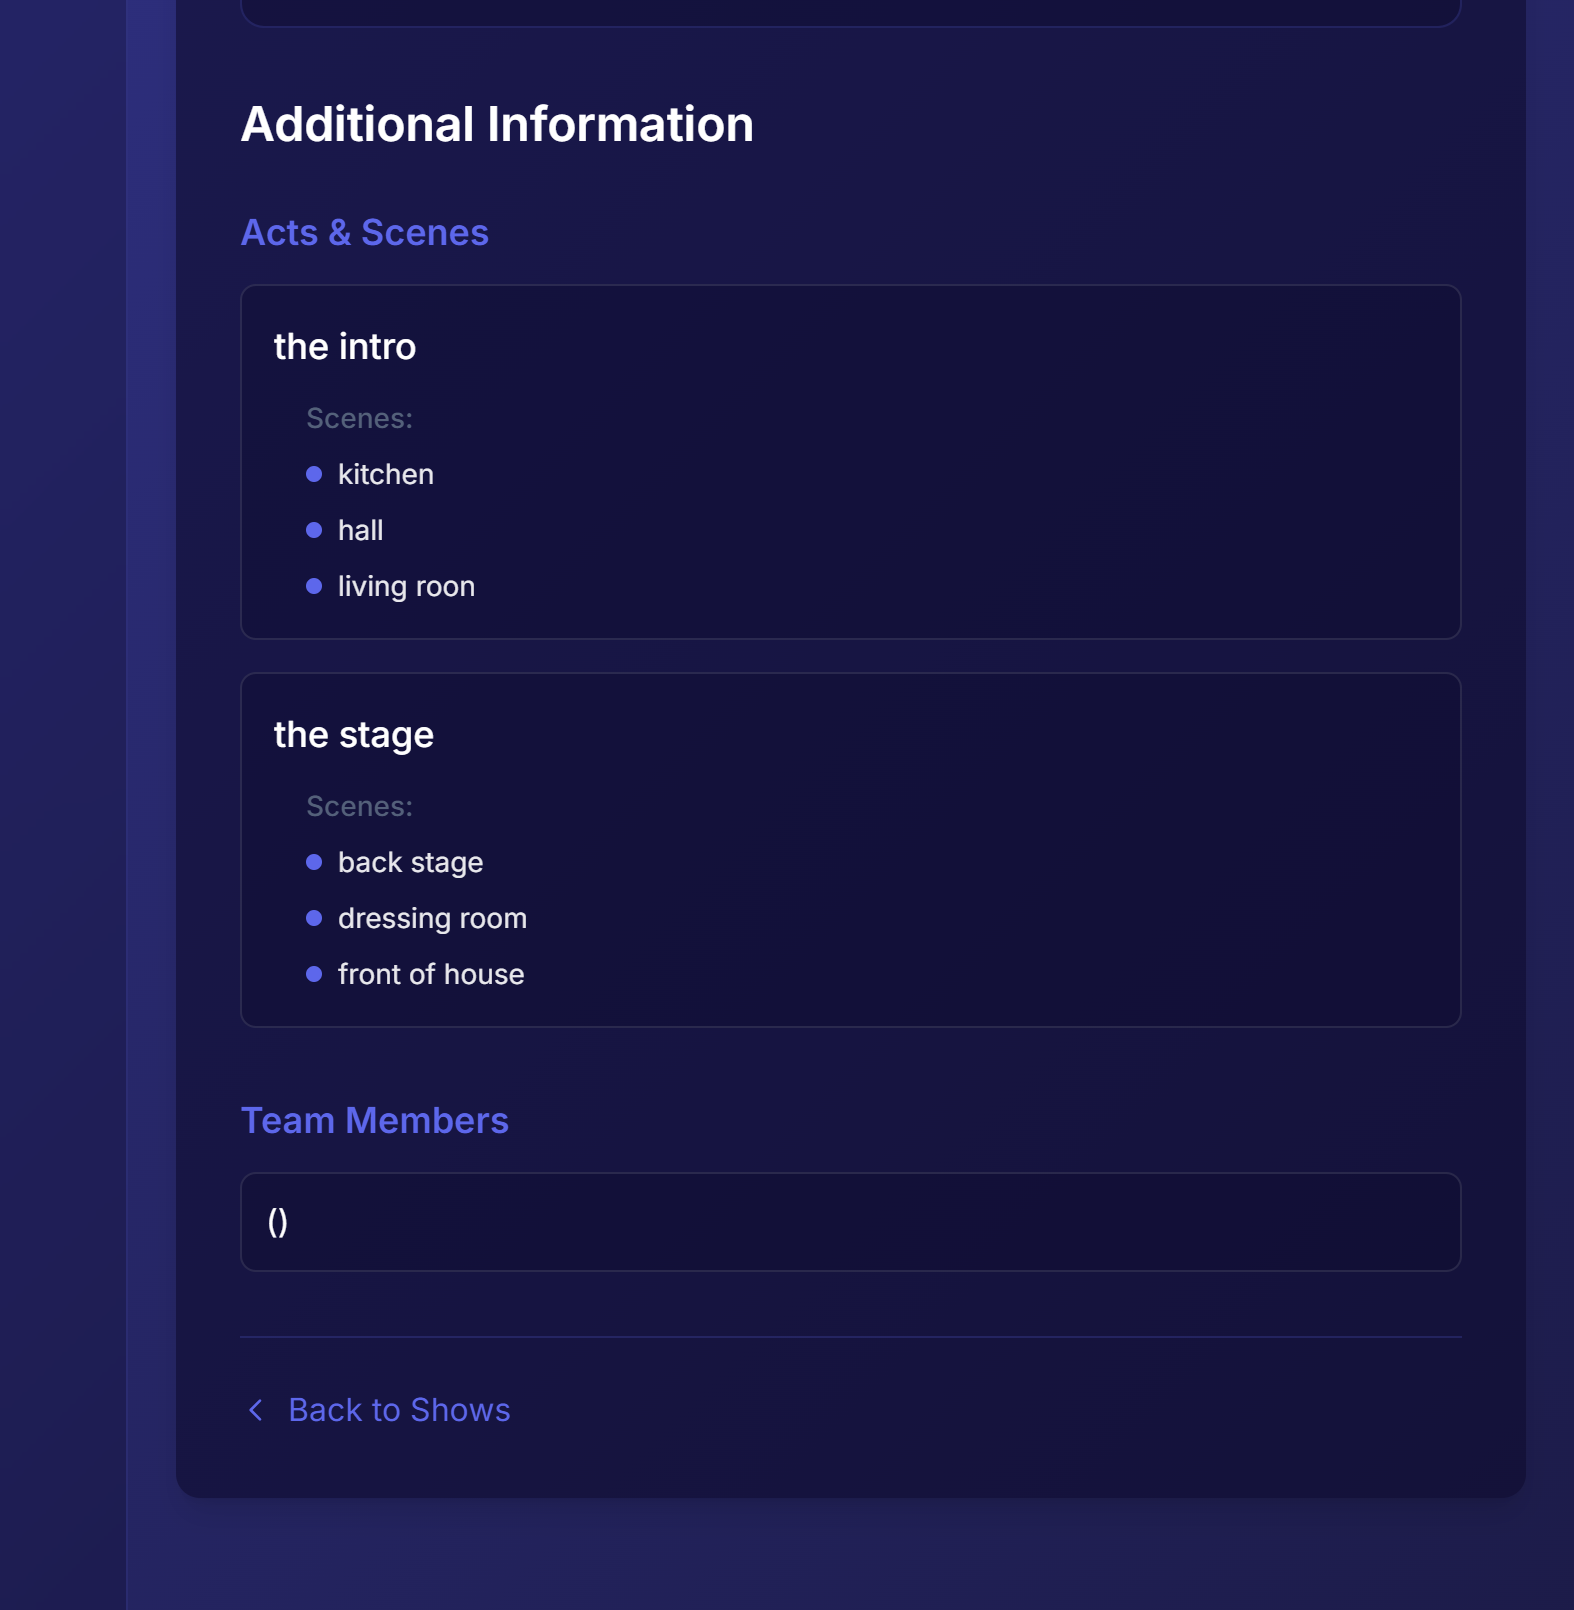 Additional Information
Acts & Scenes
the intro
Scenes:
kitchen
hall
living roon
the stage
Scenes:
back stage
dressing room
front of house
Team Members
()
Back to Shows